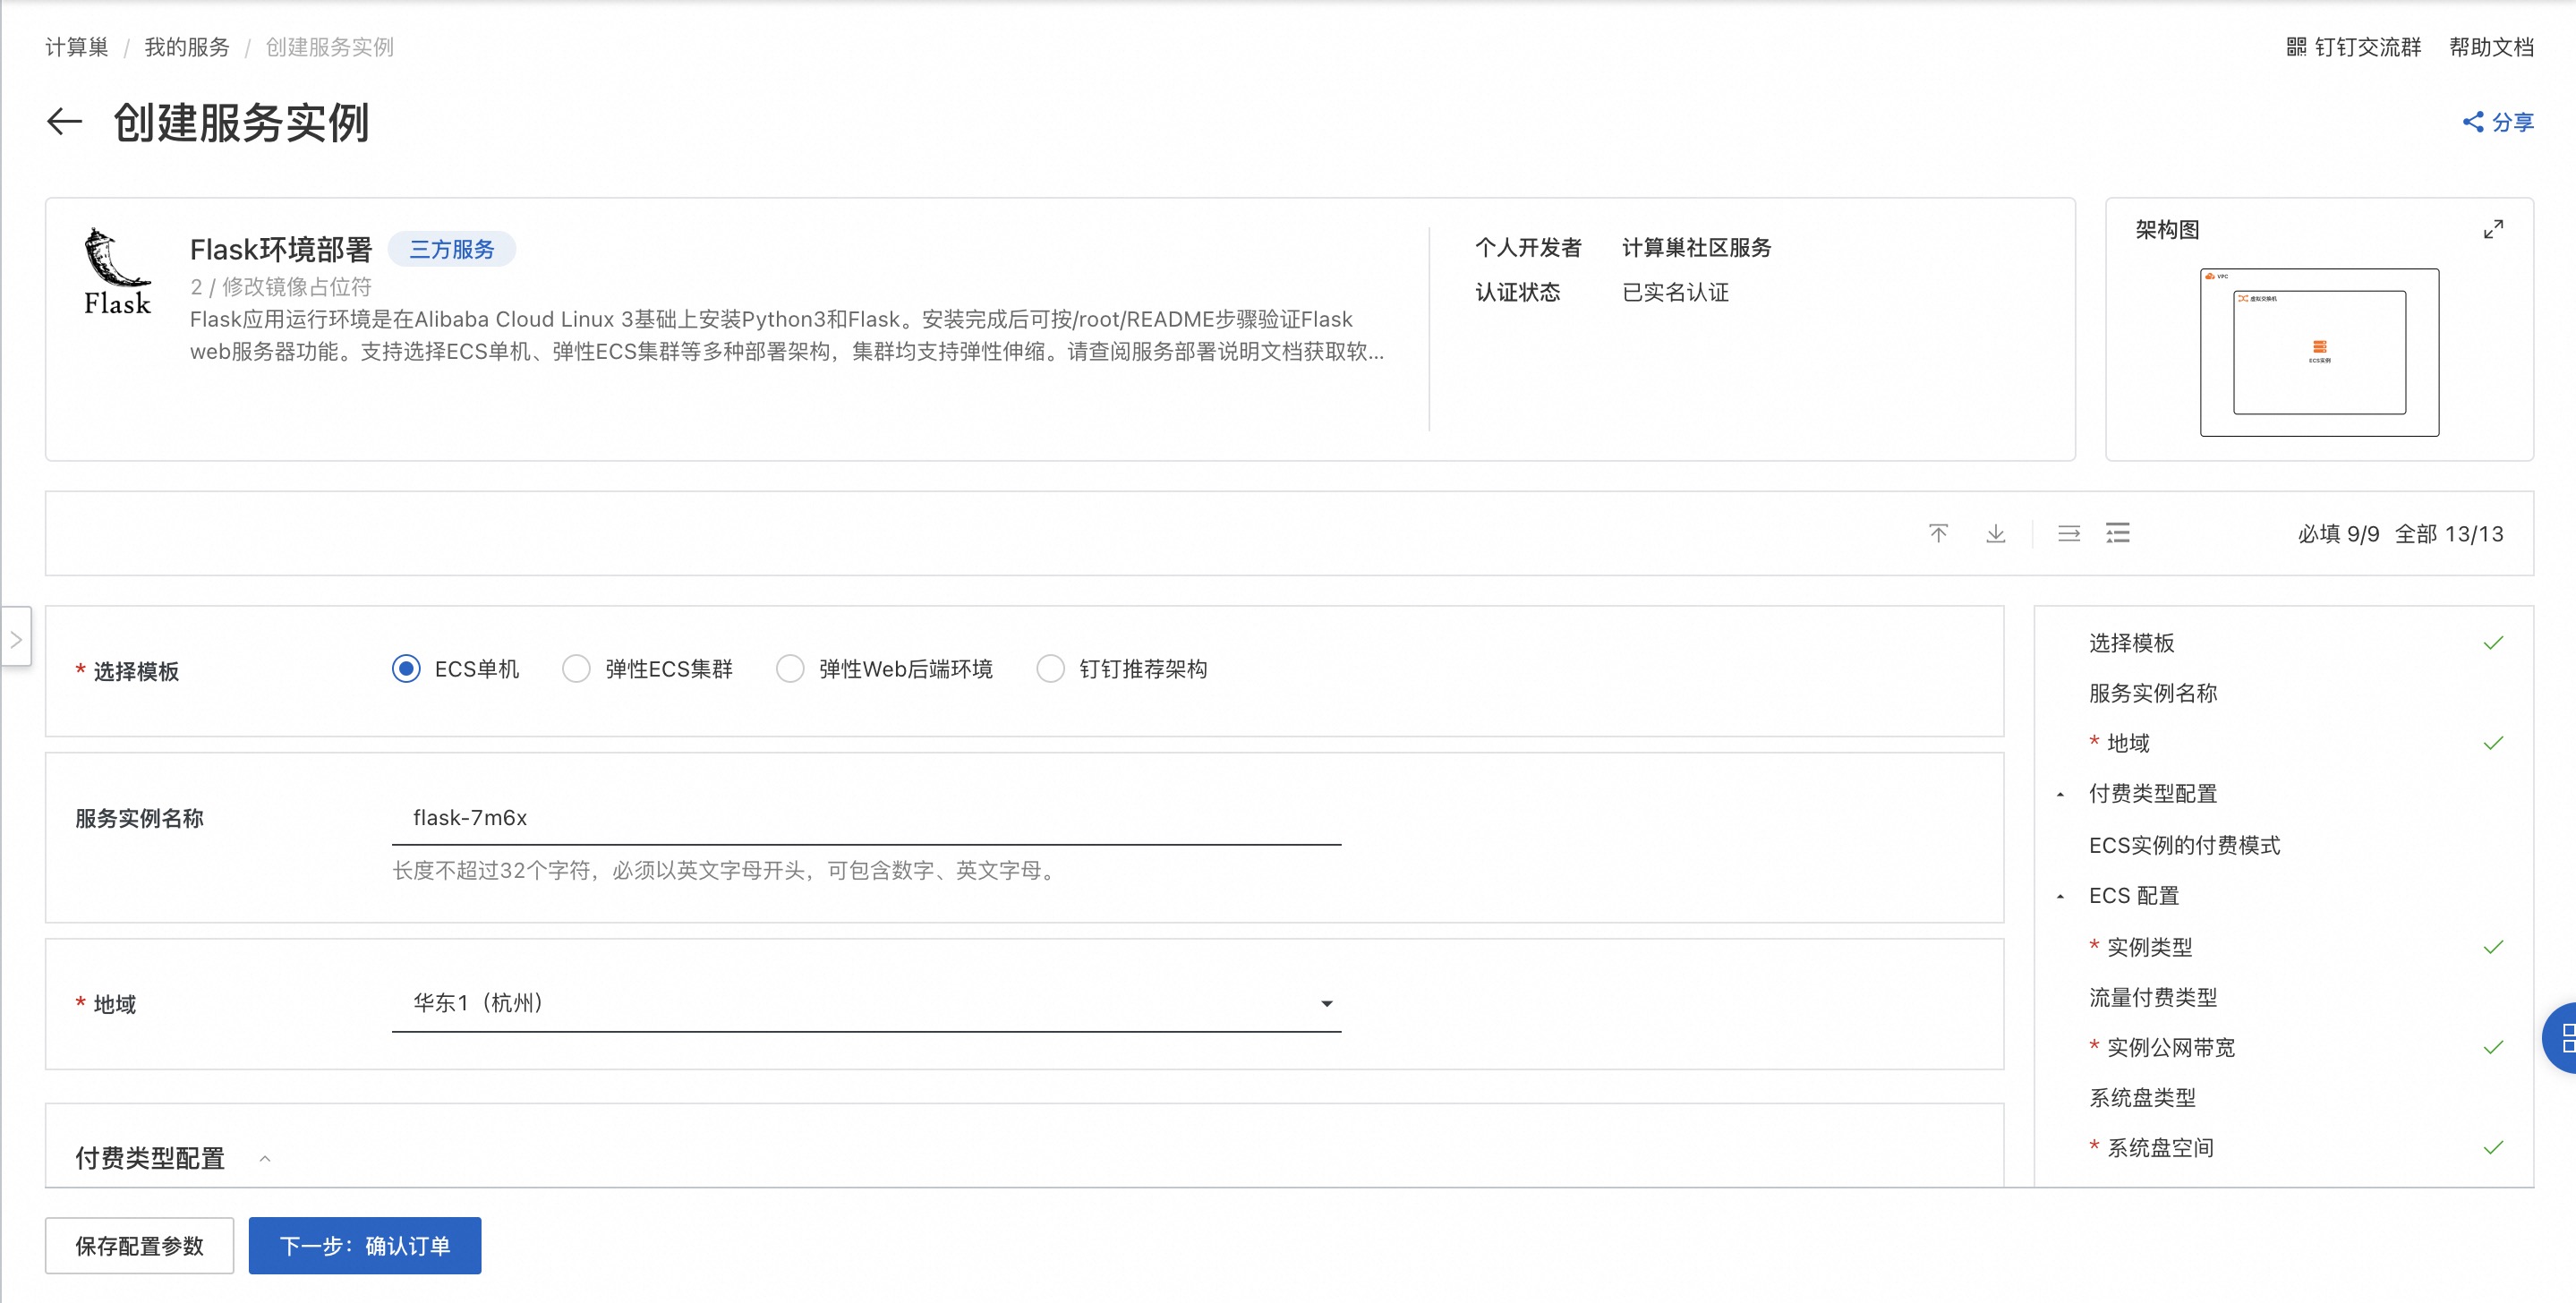 计算巢 / 我的服务 / 创建服务实例
钉钉交流群 帮助文档
创建服务实例
分享
Flask
Flask环境部署 三方服务
2 / 修改镜像占位符
Flask应用运行环境是在Alibaba Cloud Linux 3基础上安装Python3和Flask。安装完成后可按/root/README步骤验证Flask
web服务器功能。支持选择ECS单机、弹性ECS集群等多种部署架构，集群均支持弹性伸缩。请查阅服务部署说明文档获取软...
个人开发者 计算巢社区服务
认证状态 已实名认证
架构图
VPC
虚拟交换机
ECS实例
必填 9/9 全部 13/13
* 选择模板
ECS单机 弹性ECS集群 弹性Web后端环境 钉钉推荐架构
服务实例名称
flask-7m6x
长度不超过32个字符，必须以英文字母开头，可包含数字、英文字母。
* 地域
华东1（杭州）
付费类型配置
选择模板
服务实例名称
* 地域
付费类型配置
ECS实例的付费模式
ECS 配置
* 实例类型
流量付费类型
* 实例公网带宽
系统盘类型
* 系统盘空间
保存配置参数
下一步：确认订单